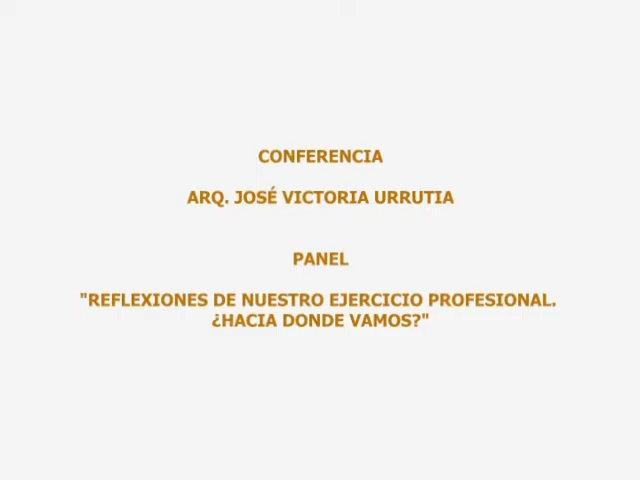 CONFERENCIA
ARQ. JOSÉ VICTORIA URRUTIA
PANEL
"REFLEXIONES DE NUESTRO EJERCICIO PROFESIONAL.
¿HACIA DONDE VAMOS?"